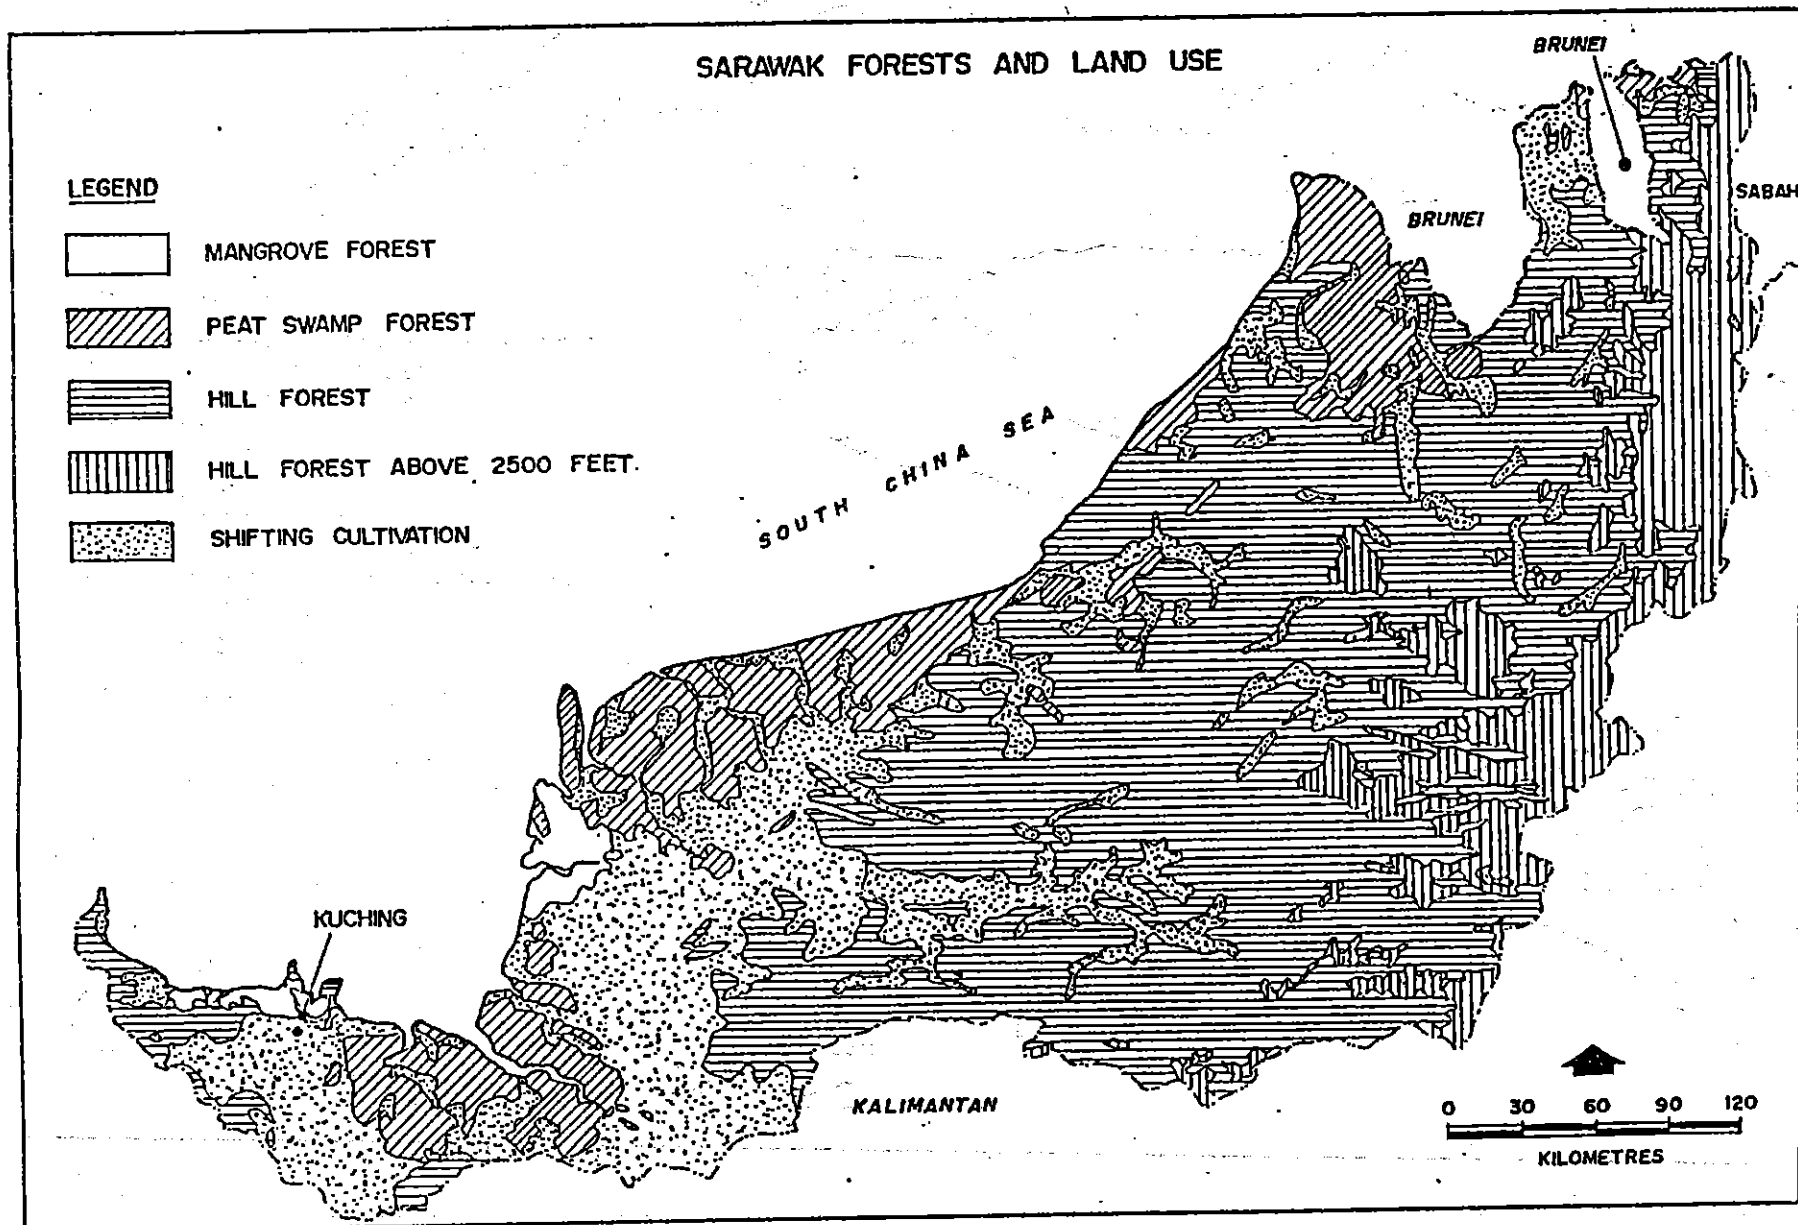 SARAWAK FORESTS AND LAND USE
BRUNEI
LEGEND
MANGROVE FOREST
PEAT SWAMP FOREST
HILL FOREST
HILL FOREST ABOVE 2500 FEET.
SHIFTING CULTIVATION
SABAH
BRUNEI
SOUTH CHINA SEA
KUCHING
KALIMANTAN
0 30 60 90 120
KILOMETRES